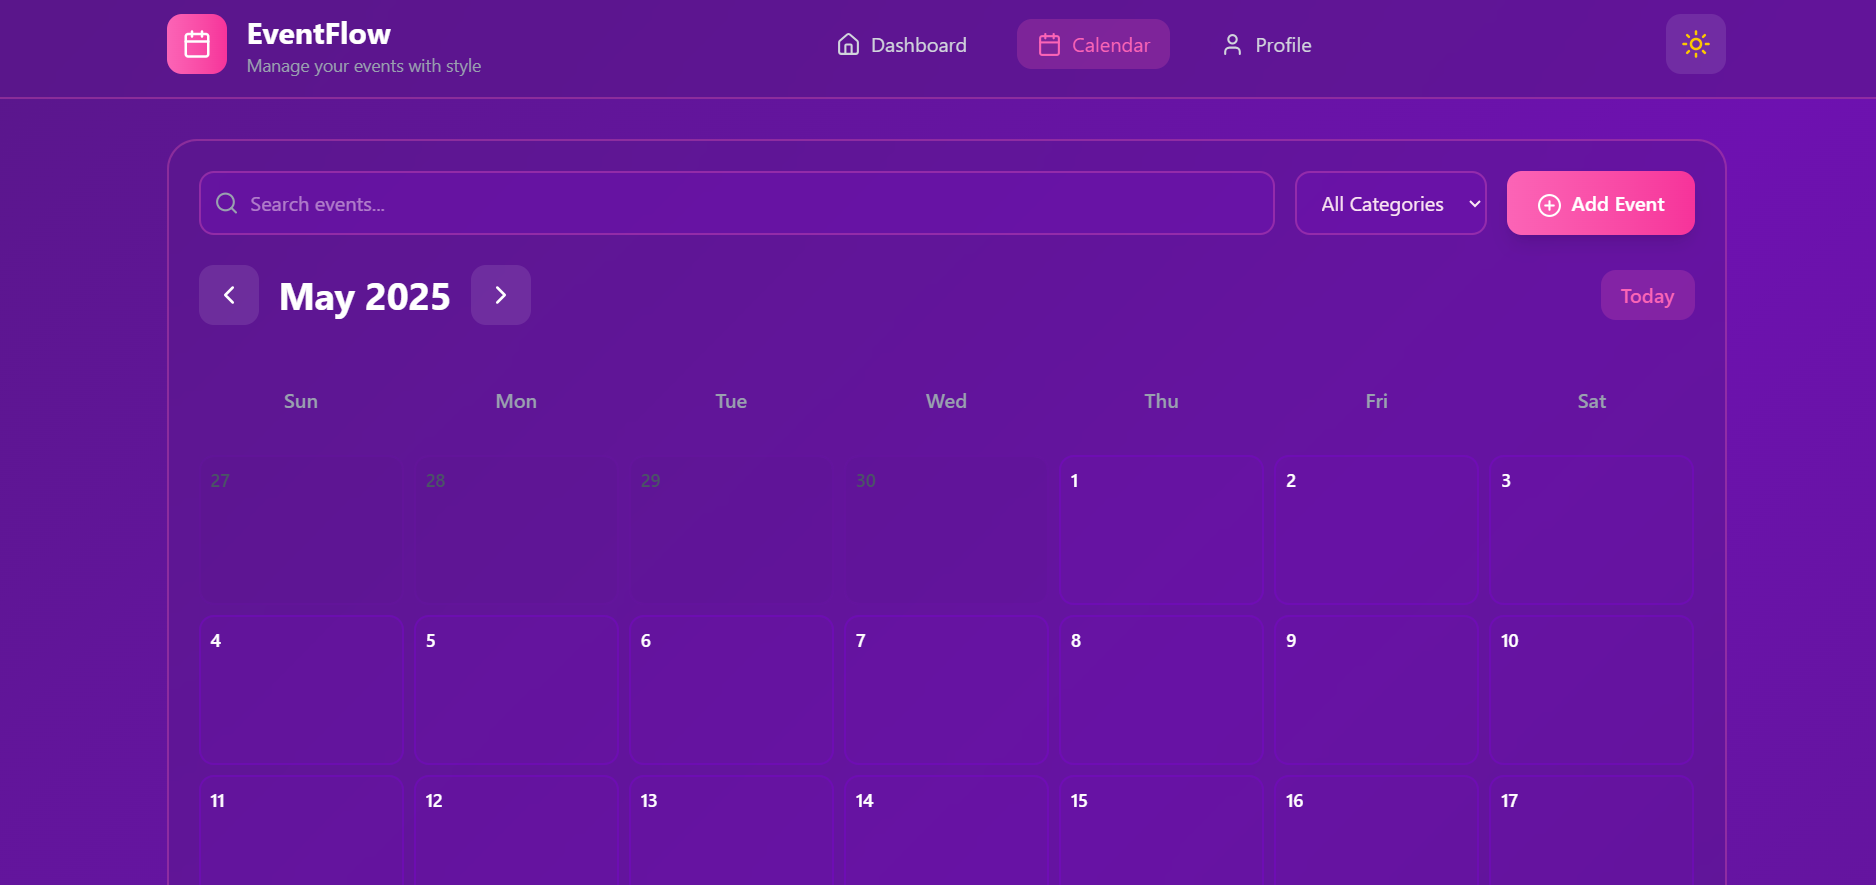 EventFlow
Manage your events with style
Dashboard
Calendar
Profile
Search events...
All Categories
Add Event
May 2025
Today
Sun Mon Tue Wed Thu Fri Sat
27 28 29 30 1 2 3
4 5 6 7 8 9 10
11 12 13 14 15 16 17